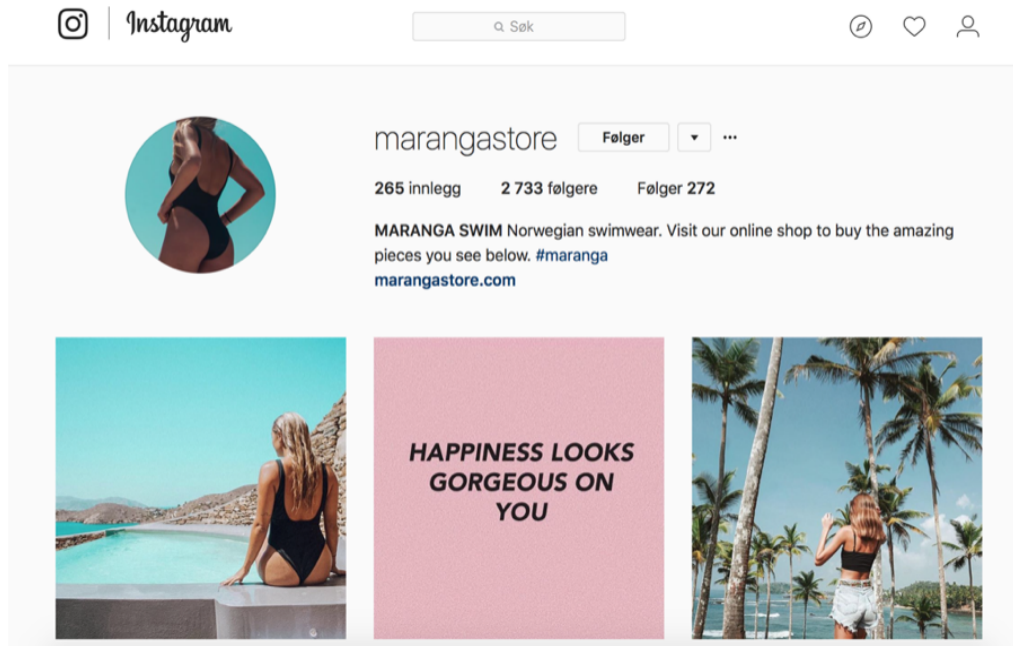 Instagram
Søk
marangastore Følger
265 innlegg 2 733 følgere Følger 272
MARANGA SWIM Norwegian swimwear. Visit our online shop to buy the amazing
pieces you see below. #maranga
marangastore.com
HAPPINESS LOOKS
GORGEOUS ON
YOU